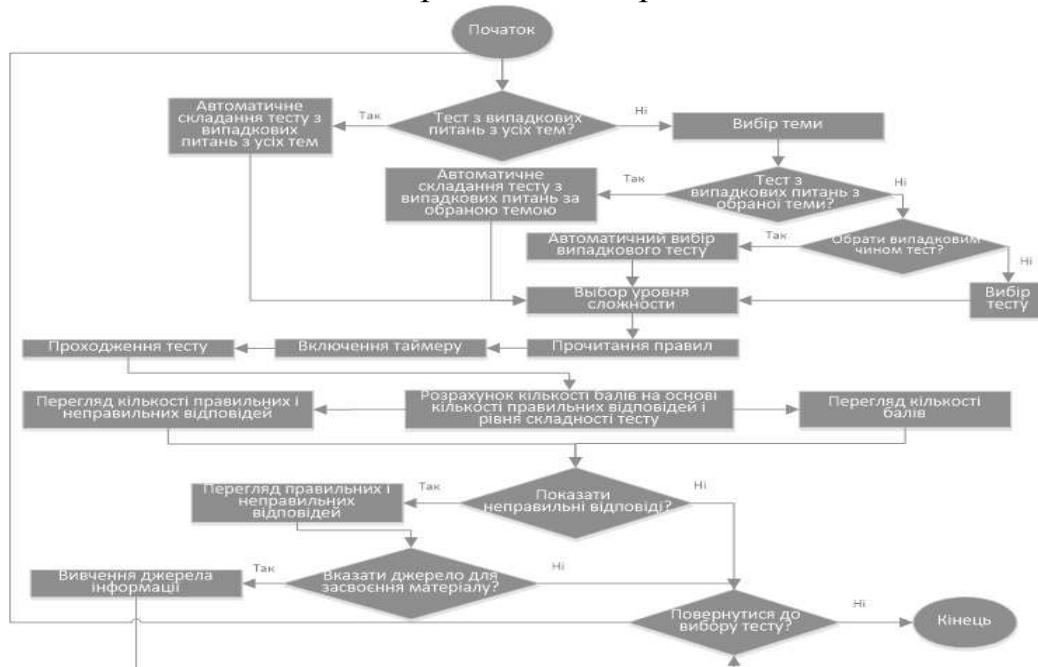 Початок
Автоматичне
складання тесту з
випадкових
питань з усіх тем
Так
Тест з випадкових
питань з усіх тем?
Ні
Вибір теми
Автоматичне
складання тесту з
випадкових питань за
обраною темою
Так
Тест з
випадкових питань з
обраної теми?
Ні
Автоматичний вибір
випадкового тесту
Так
Обрати випадковим
чином тест?
Ні
Выбор уровня
сложности
Вибір
тесту
Проходження тесту
Включення таймеру
Прочитання правил
Перегляд кількості правильних і
неправильних відповідей
Розрахунок кількості балів на основі
кількості правильних відповідей і
рівня складності тесту
Перегляд кількості
балів
Перегляд правильних і
неправильних
відповідей
Так
Показати
неправильні відповіді?
Ні
Вивчення джерела
інформації
Так
Вказати джерело для
засвоєння матеріалу?
Ні
Повернутися до
вибору тесту?
Ні
Кінець